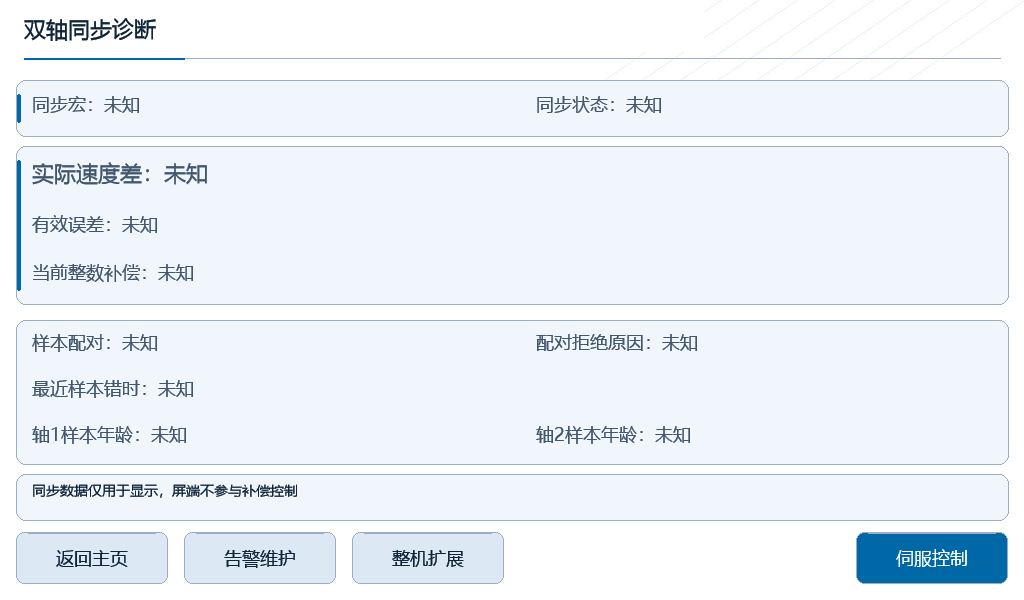 双轴同步诊断
同步宏：未知
同步状态：未知
实际速度差：未知
有效误差：未知
当前整数补偿：未知
样本配对：未知
配对拒绝原因：未知
最近样本错时：未知
轴1样本年龄：未知
轴2样本年龄：未知
同步数据仅用于显示，屏端不参与补偿控制
返回主页
告警维护
整机扩展
伺服控制